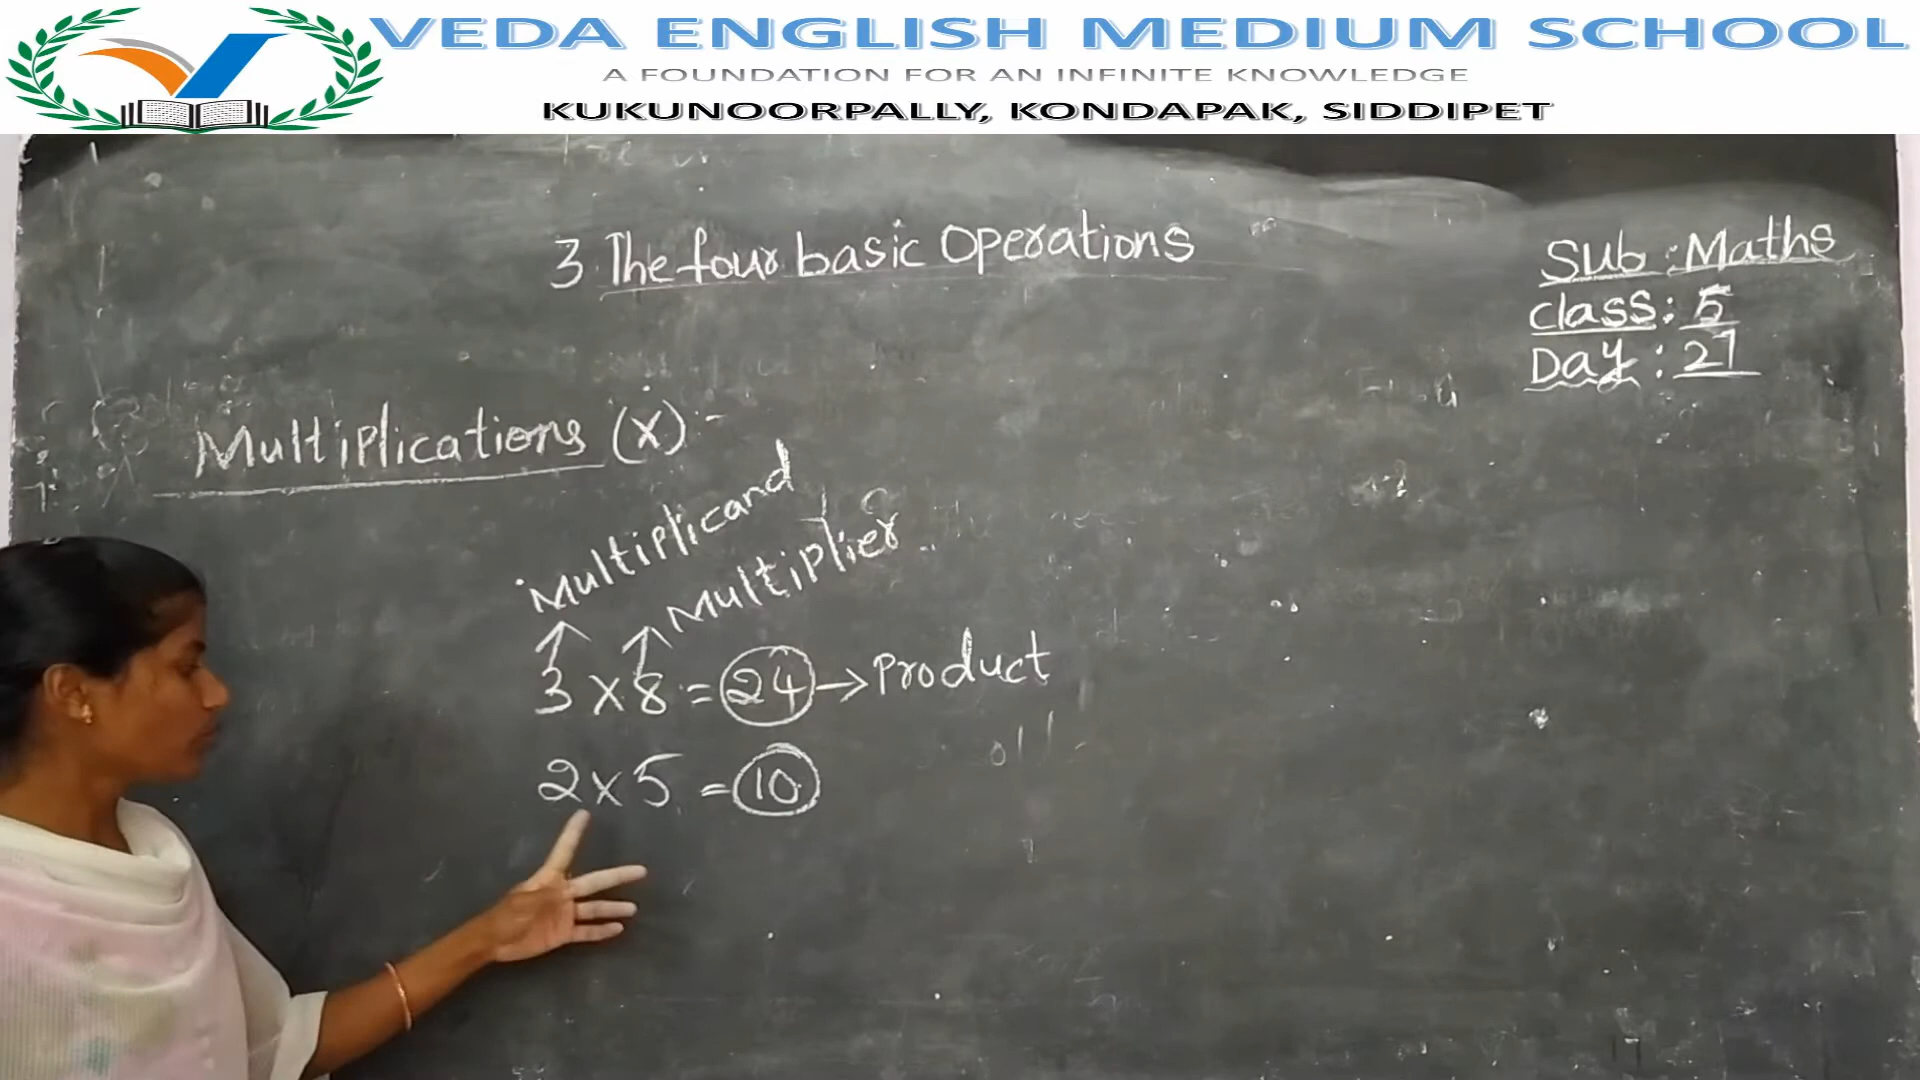 VEDA ENGLISH MEDIUM SCHOOL
A FOUNDATION FOR AN INFINITE KNOWLEDGE
KUKUNOORPALLY, KONDAPAK, SIDDIPET
3 The four basic Operations
Sub : Maths
class : 5
Day : 27
Multiplications (x) :-
Multiplicand
Multiplier
3 x 8 = 24 → Product
2 x 5 = 10